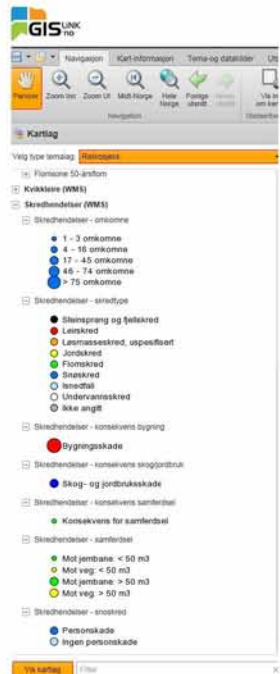 GIS LINK
no
Navigasjon Kart-informasjon Tema og datakilder
Panorer Zoom Inn Zoom Ut Midt-Norge Hele Norge Forrige utsnitt
Navigasjon
Kartlag
Velg type temalag:
Flomsone 50-årsflom
Kvikkleire (WMS)
Skredhendelser (WMS)
Skredhendelser - omkomne
1 - 3 omkomne
4 - 16 omkomne
17 - 45 omkomne
46 - 74 omkomne
> 75 omkomne
Skredhendelser - skredtype
Steinsprang og fjellskred
Leirskred
Løsmasseskred, uspesifisert
Jordskred
Flomskred
Snøskred
Isnedfall
Undervannsskred
Ikke angitt
Skredhendelser - konsekvens bygning
Bygningsskade
Skredhendelser - konsekvens skog/jordbruk
Skog- og jordbruksskade
Skredhendelser - konsekvens samferdsel
Konsekvens for samferdsel
Skredhendelser - samferdsel
Mot jernbane: < 50 m3
Mot veg: < 50 m3
Mot jernbane: > 50 m3
Mot veg: > 50 m3
Skredhendelser - snøskred
Personskade
Ingen personskade
Vis kartlag Filter